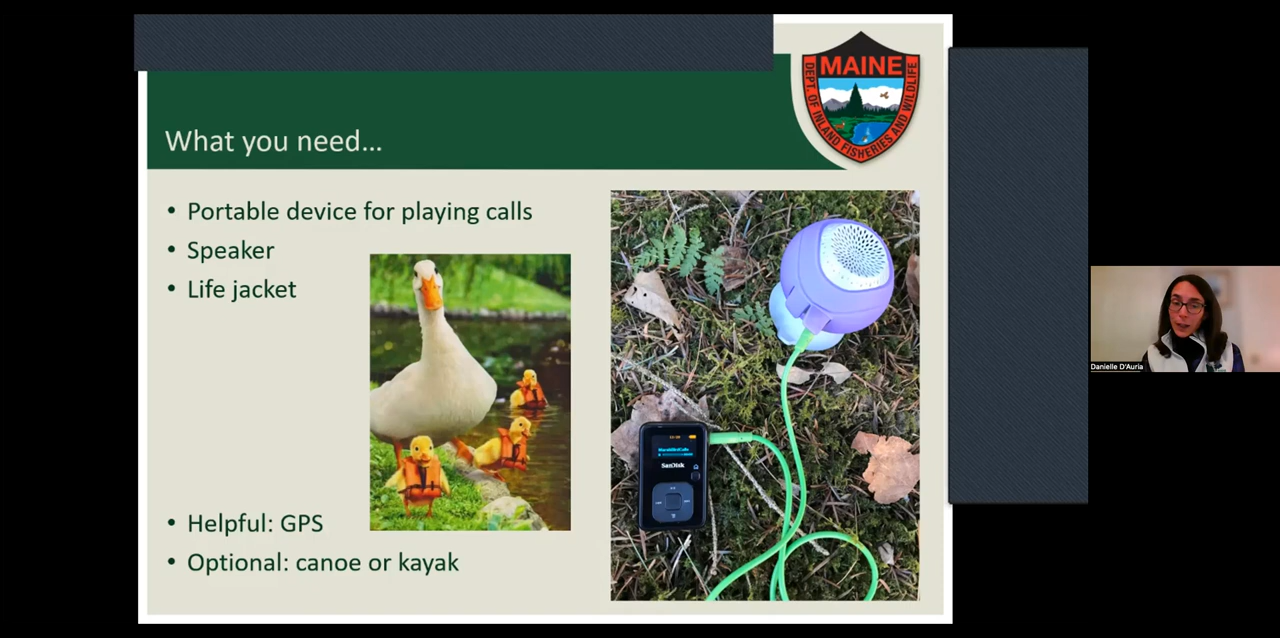 MAINE
DEPT. OF INLAND FISHERIES AND WILDLIFE
What you need...
• Portable device for playing calls
• Speaker
• Life jacket
• Helpful: GPS
• Optional: canoe or kayak
SanDisk
Danielle D'Auria